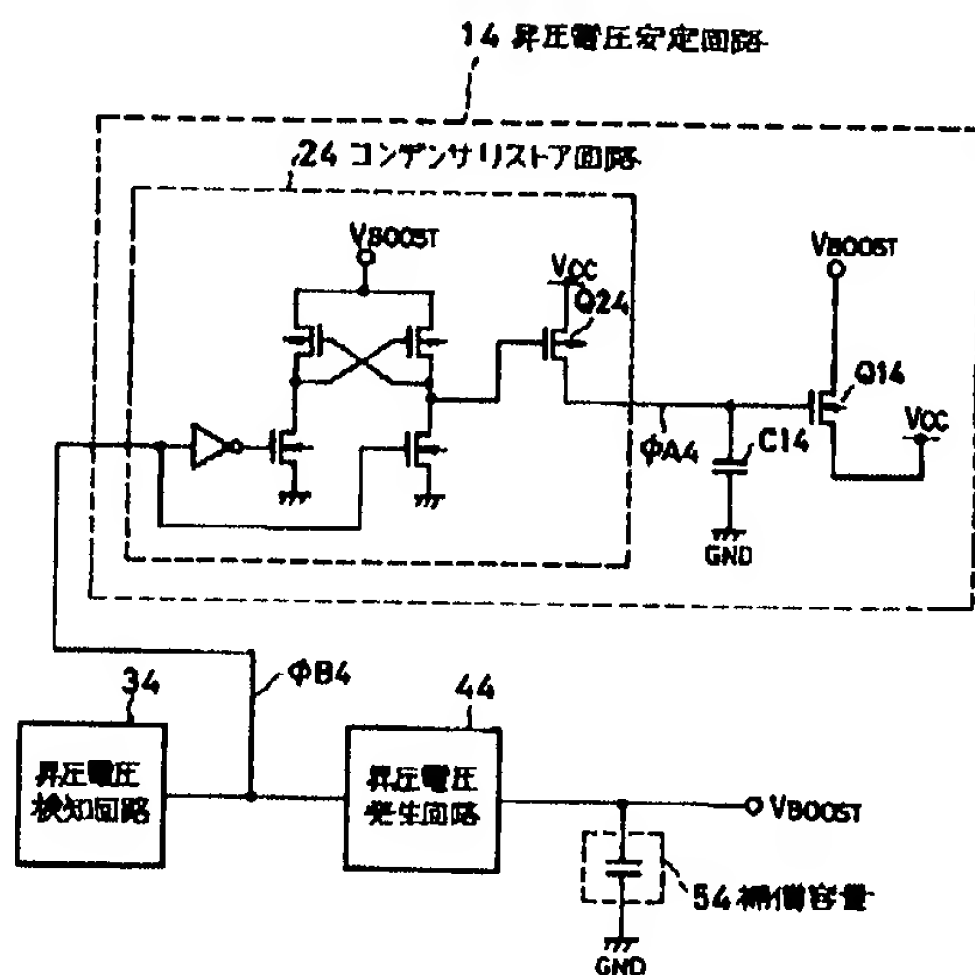 14 昇圧電圧安定回路
24 コンデンサリストア回路
VBOOST
VCC
Q24
VBOOST
Q14
VCC
φA4
C14
GND
φB4
34
昇圧電圧
検知回路
44
昇圧電圧
発生回路
VBOOST
54 補償容量
GND